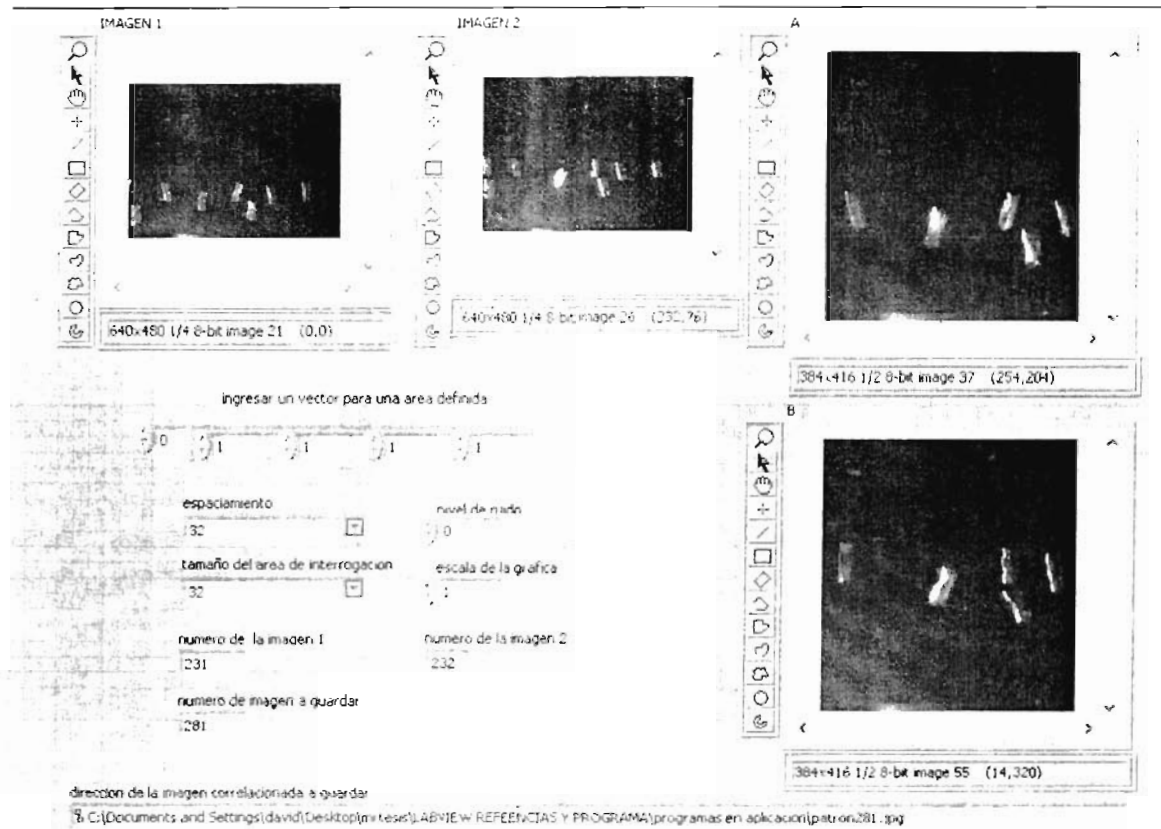 IMAGEN 1
IMAGEN 2
A
640x480 1/4 8-bit image 21 (0,0)
640x480 1/4 8-bit image 26 (232,76)
384x416 1/2 8-bit image 37 (254,204)
ingresar un vector para una area definida
0 1 1 1 1
B
espaciamiento
32
nivel de ruido
0
tamaño del area de interrogacion
32
escala de la grafica
1
numero de la imagen 1
231
numero de la imagen 2
232
numero de imagen a guardar
281
384x416 1/2 8-bit image 55 (14,320)
direccion de la imagen correlacionada a guardar
C:\Documents and Settings\david\Desktop\mi tesis\LABVIEW REFEENCIAS Y PROGRAMA\programas en aplicacion\patron281.jpg